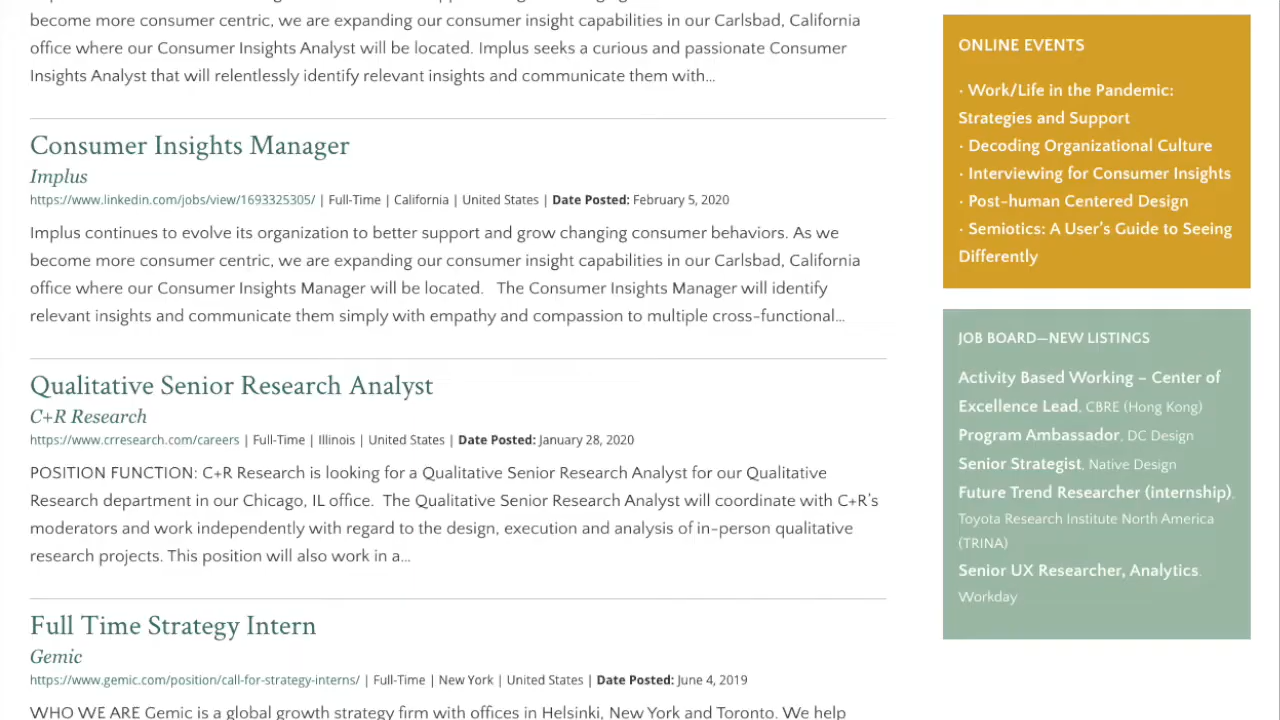 become more consumer centric, we are expanding our consumer insight capabilities in our Carlsbad, California
office where our Consumer Insights Analyst will be located. Implus seeks a curious and passionate Consumer
Insights Analyst that will relentlessly identify relevant insights and communicate them with...
Consumer Insights Manager
Implus
https://www.linkedin.com/jobs/view/1693325305/ | Full-Time | California | United States | Date Posted: February 5, 2020
Implus continues to evolve its organization to better support and grow changing consumer behaviors. As we
become more consumer centric, we are expanding our consumer insight capabilities in our Carlsbad, California
office where our Consumer Insights Manager will be located.   The Consumer Insights Manager will identify
relevant insights and communicate them simply with empathy and compassion to multiple cross-functional...
Qualitative Senior Research Analyst
C+R Research
https://www.crresearch.com/careers | Full-Time | Illinois | United States | Date Posted: January 28, 2020
POSITION FUNCTION: C+R Research is looking for a Qualitative Senior Research Analyst for our Qualitative
Research department in our Chicago, IL office.  The Qualitative Senior Research Analyst will coordinate with C+R's
moderators and work independently with regard to the design, execution and analysis of in-person qualitative
research projects. This position will also work in a...
Full Time Strategy Intern
Gemic
https://www.gemic.com/position/call-for-strategy-interns/ | Full-Time | New York | United States | Date Posted: June 4, 2019
WHO WE ARE Gemic is a global growth strategy firm with offices in Helsinki, New York and Toronto. We help
ONLINE EVENTS
· Work/Life in the Pandemic:
Strategies and Support
· Decoding Organizational Culture
· Interviewing for Consumer Insights
· Post-human Centered Design
· Semiotics: A User's Guide to Seeing
Differently
JOB BOARD—NEW LISTINGS
Activity Based Working – Center of
Excellence Lead, CBRE (Hong Kong)
Program Ambassador, DC Design
Senior Strategist, Native Design
Future Trend Researcher (internship),
Toyota Research Institute North America
(TRINA)
Senior UX Researcher, Analytics,
Workday